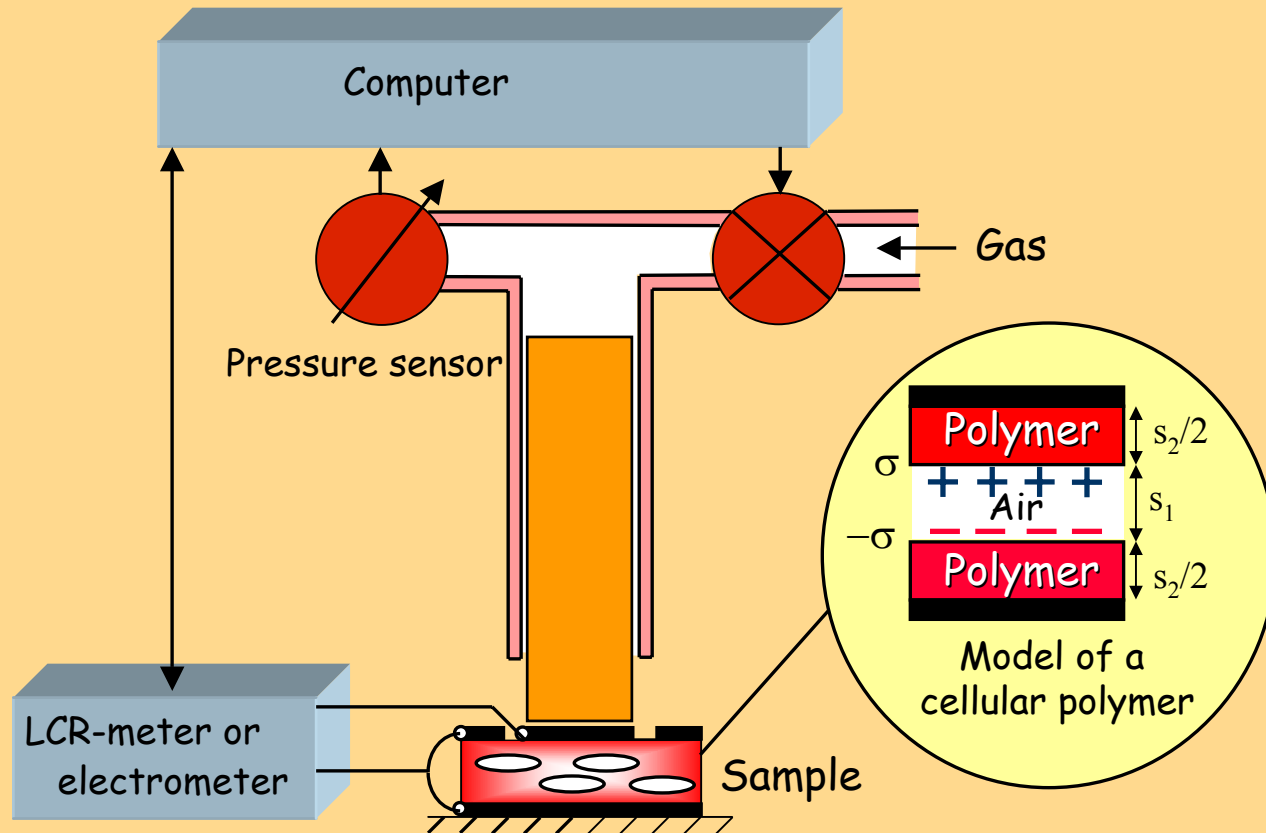 Computer
Gas
Pressure sensor
Polymer
s₂/2
σ
+ + + +
Air
s₁
− − − −
−σ
Polymer
s₂/2
Model of a
cellular polymer
LCR-meter or
electrometer
Sample